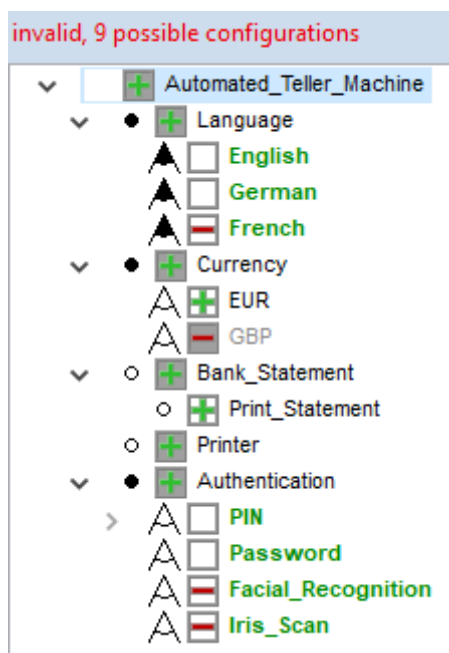 invalid, 9 possible configurations
Automated_Teller_Machine
Language
English
German
French
Currency
EUR
GBP
Bank_Statement
Print_Statement
Printer
Authentication
PIN
Password
Facial_Recognition
Iris_Scan